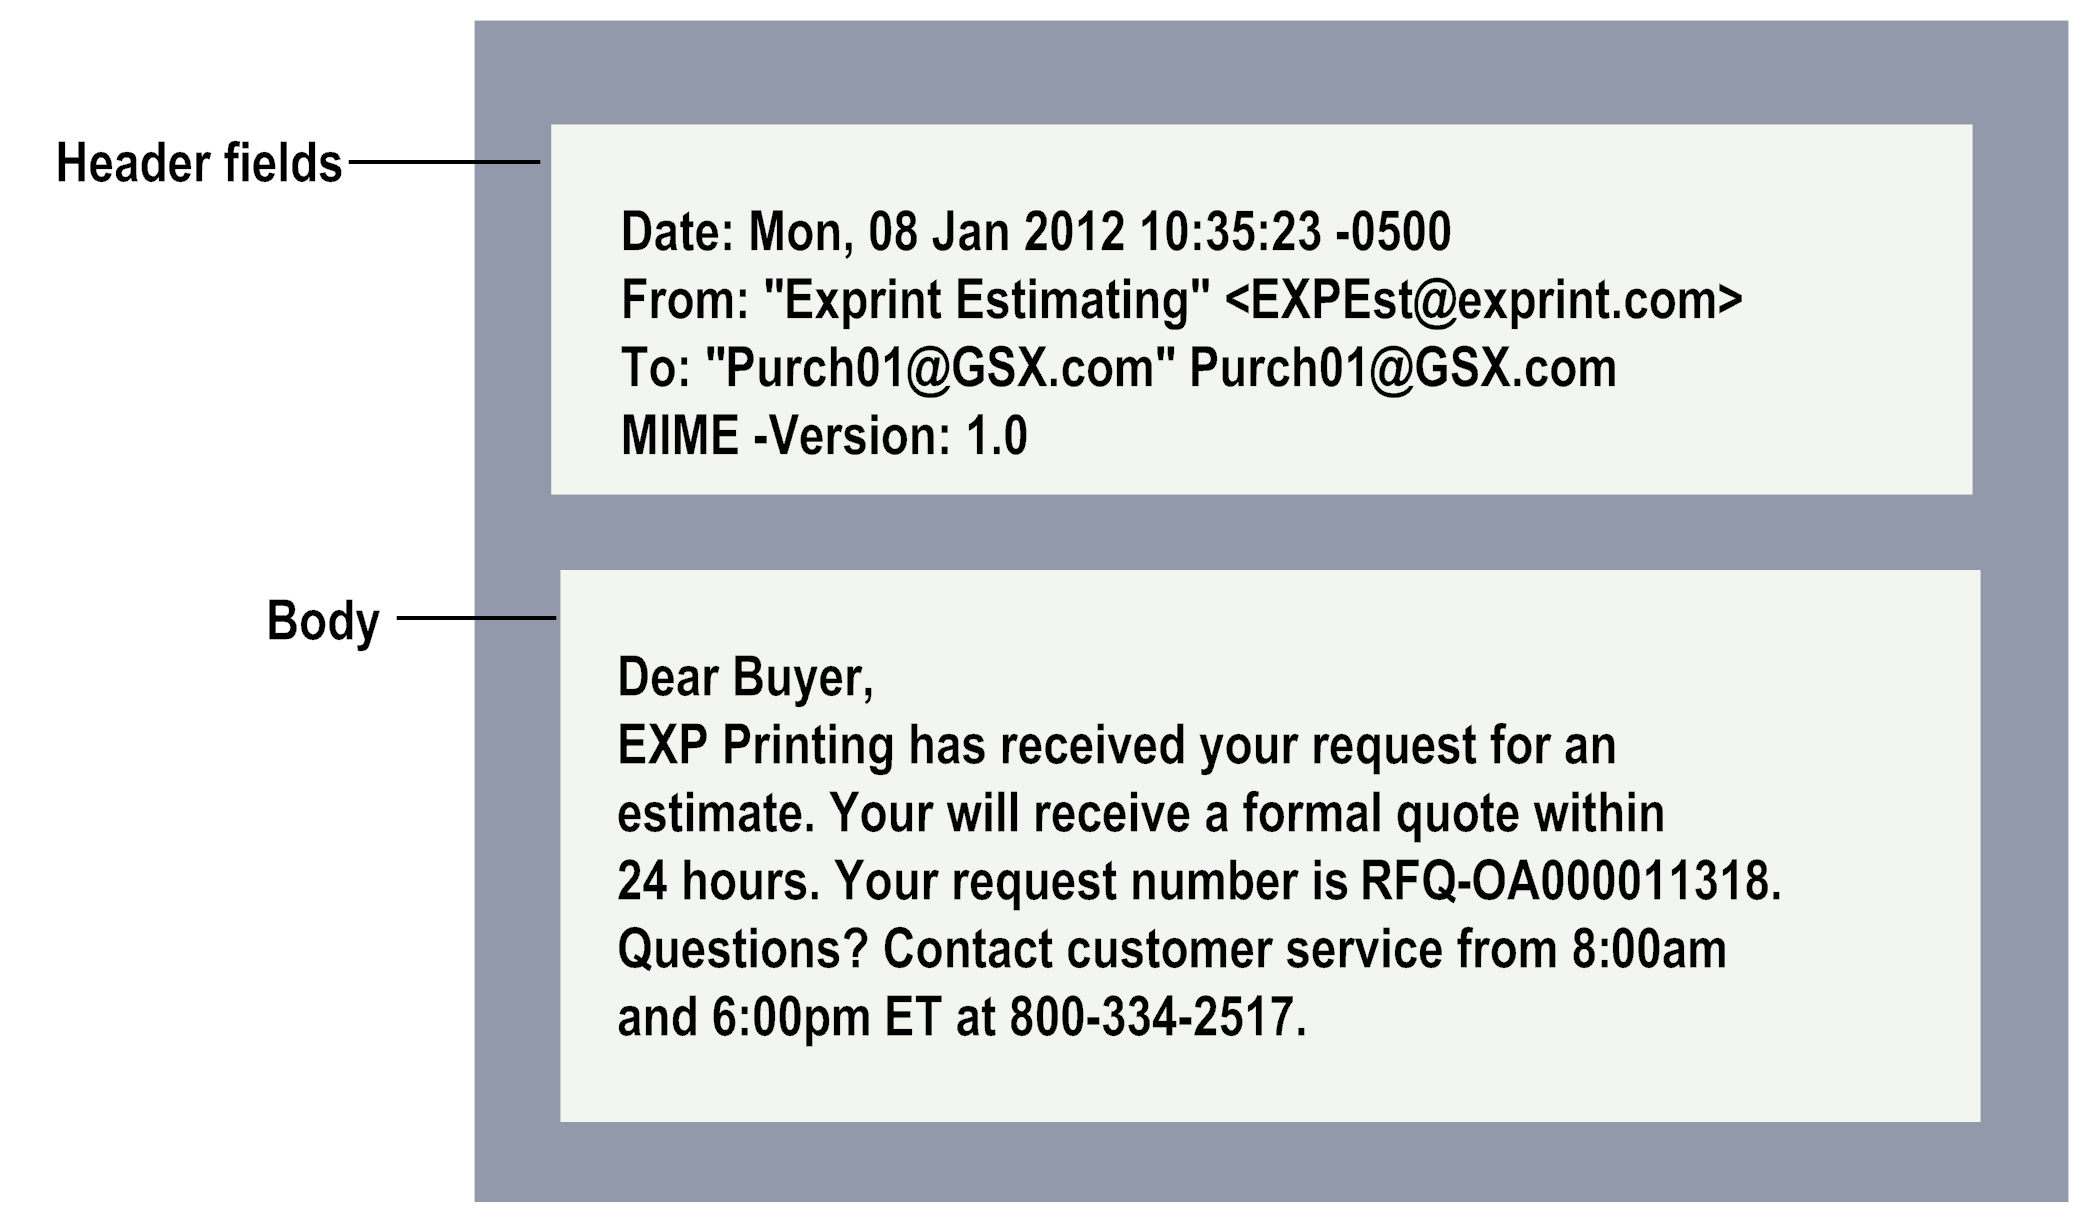 Header fields
Date: Mon, 08 Jan 2012 10:35:23 -0500
From: "Exprint Estimating" <EXPEst@exprint.com>
To: "Purch01@GSX.com" Purch01@GSX.com
MIME -Version: 1.0
Body
Dear Buyer,
EXP Printing has received your request for an
estimate. Your will receive a formal quote within
24 hours. Your request number is RFQ-OA000011318.
Questions? Contact customer service from 8:00am
and 6:00pm ET at 800-334-2517.